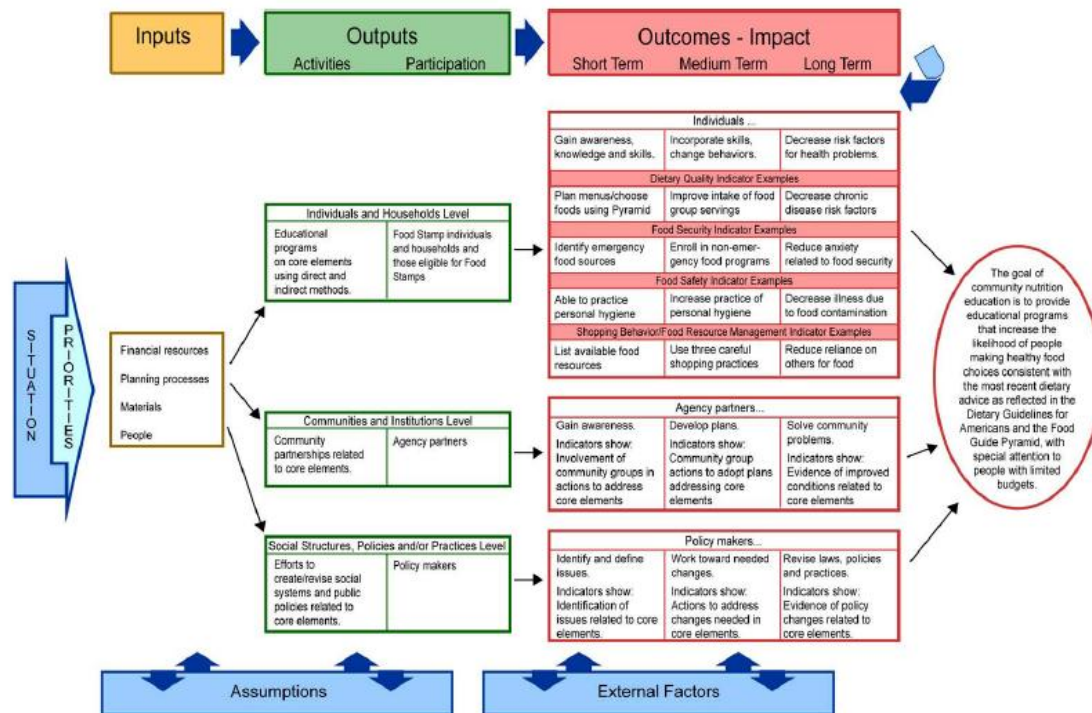 Inputs
Outputs
Activities Participation
Outcomes - Impact
Short Term Medium Term Long Term
SITUATION
PRIORITIES
Financial resources
Planning processes
Materials
People
Individuals and Households Level
Educational
programs
on core elements
using direct and
indirect methods.
Food Stamp individuals
and households and
those eligible for Food
Stamps
Communities and Institutions Level
Community
partnerships related
to core elements.
Agency partners
Social Structures, Policies and/or Practices Level
Efforts to
create/revise social
systems and public
policies related to
core elements.
Policy makers
Individuals ...
Gain awareness,
knowledge and skills.
Incorporate skills,
change behaviors.
Decrease risk factors
for health problems.
Dietary Quality Indicator Examples
Plan menus/choose
foods using Pyramid
Improve intake of food
group servings
Decrease chronic
disease risk factors
Food Security Indicator Examples
Identify emergency
food sources
Enroll in non-emer-
gency food programs
Reduce anxiety
related to food security
Food Safety Indicator Examples
Able to practice
personal hygiene
Increase practice of
personal hygiene
Decrease illness due
to food contamination
Shopping Behavior/Food Resource Management Indicator Examples
List available food
resources
Use three careful
shopping practices
Reduce reliance on
others for food
Agency partners...
Gain awareness.
Indicators show:
Involvement of
community groups in
actions to address
core elements
Develop plans.
Indicators show:
Community group
actions to adopt plans
addressing core
elements
Solve community
problems.
Indicators show:
Evidence of improved
conditions related to
core elements
Policy makers...
Identify and define
issues.
Indicators show:
Identification of
issues related to core
elements.
Work toward needed
changes.
Indicators show:
Actions to address
changes needed in
core elements.
Revise laws, policies
and practices.
Indicators show:
Evidence of policy
changes related to
core elements.
The goal of
community nutrition
education is to provide
educational programs
that increase the
likelihood of people
making healthy food
choices consistent with
the most recent dietary
advice as reflected in the
Dietary Guidelines for
Americans and the Food
Guide Pyramid, with
special attention to
people with limited
budgets.
Assumptions
External Factors